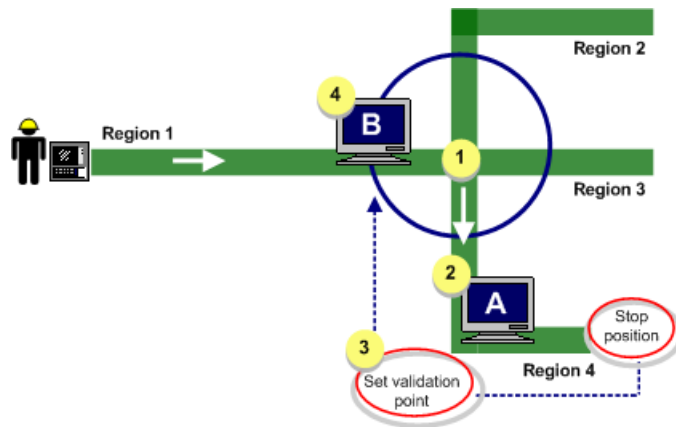 Region 2
4
B
Region 1
1
Region 3
2
A
Stop
position
3
Set validation
point
Region 4